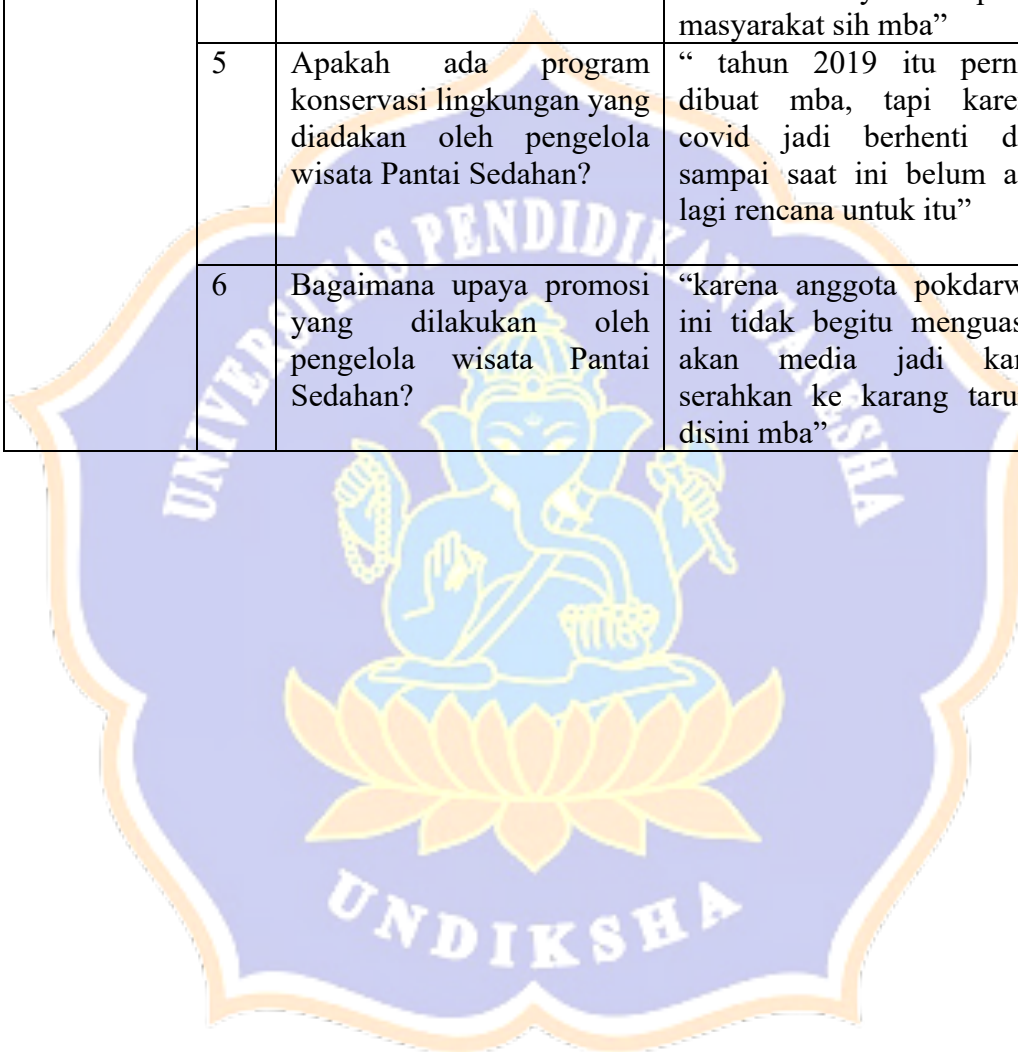 masyarakat sih mba”
5
Apakah ada program
konservasi lingkungan yang
diadakan oleh pengelola
wisata Pantai Sedahan?
“ tahun 2019 itu pern
dibuat mba, tapi kare
covid jadi berhenti d
sampai saat ini belum a
lagi rencana untuk itu”
6
Bagaimana upaya promosi
yang dilakukan oleh
pengelola wisata Pantai
Sedahan?
“karena anggota pokdarw
ini tidak begitu menguas
akan media jadi kar
serahkan ke karang taru
disini mba”
UNIVERSITAS PENDIDIKAN GANESHA
UNDIKSHA